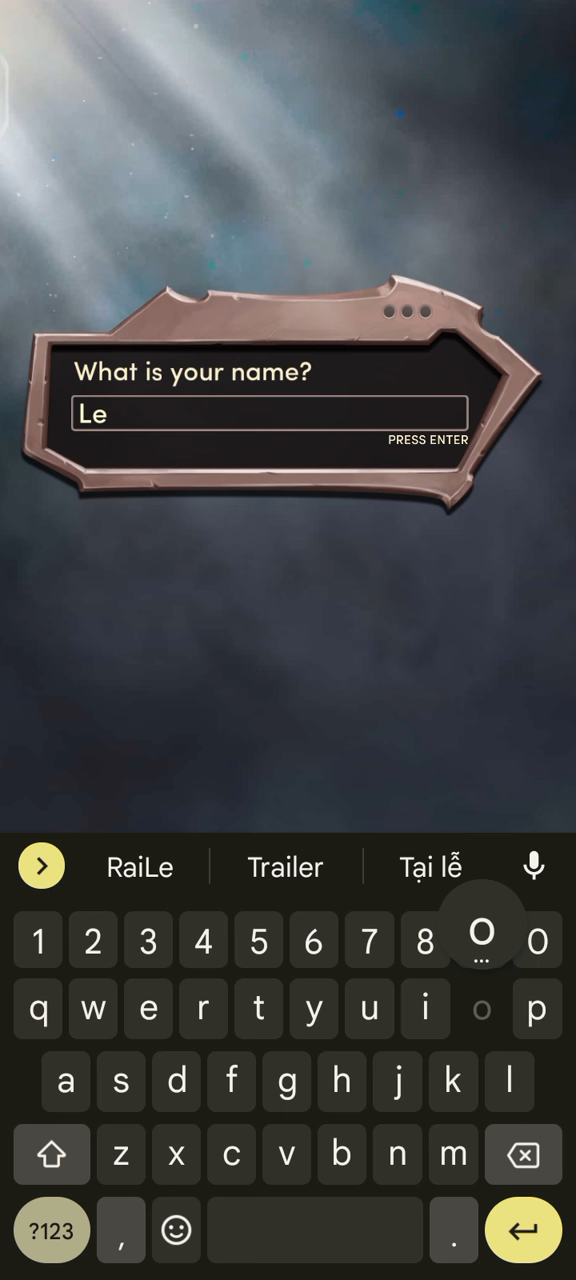 What is your name?
Le
PRESS ENTER
RaiLe Trailer Tại lễ
1 2 3 4 5 6 7 8 o 0
q w e r t y u i o p
a s d f g h j k l
z x c v b n m
?123 , .